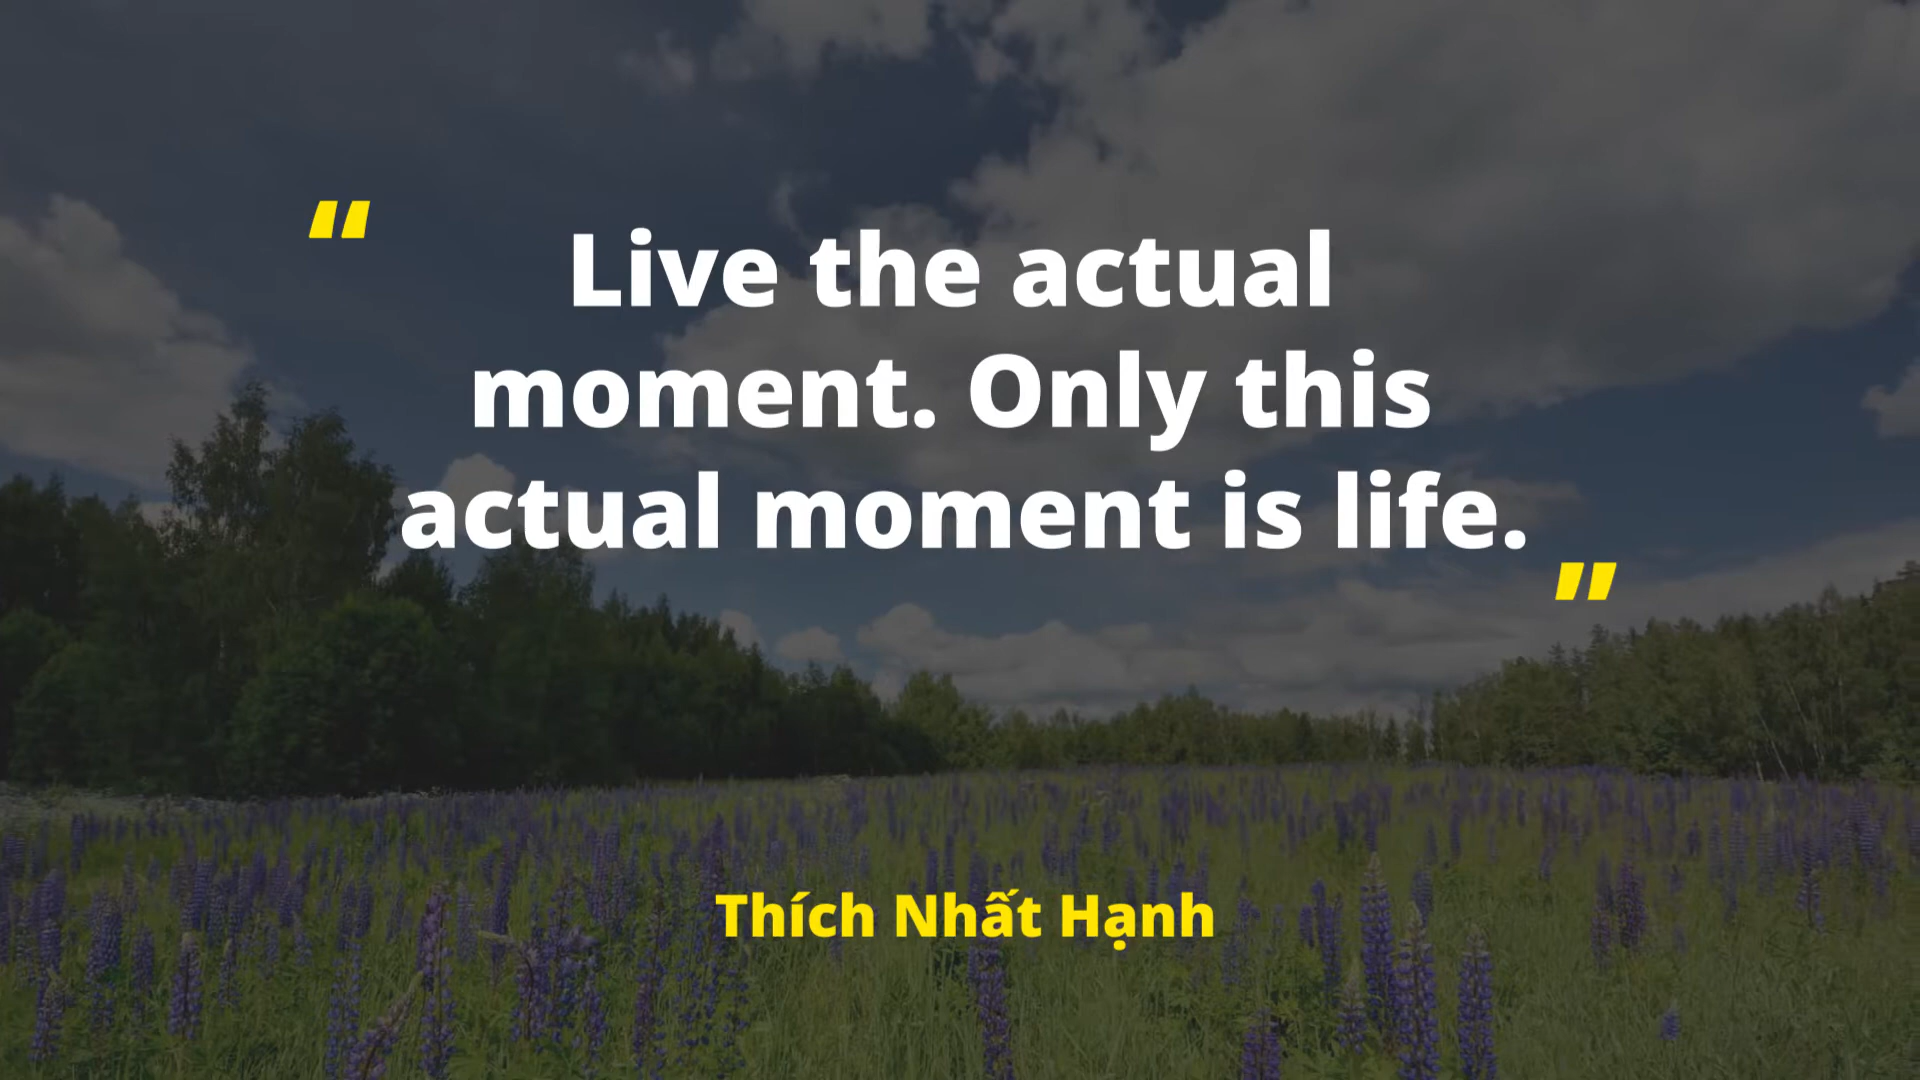 “
Live the actual
moment. Only this
actual moment is life.
”
Thích Nhất Hạnh